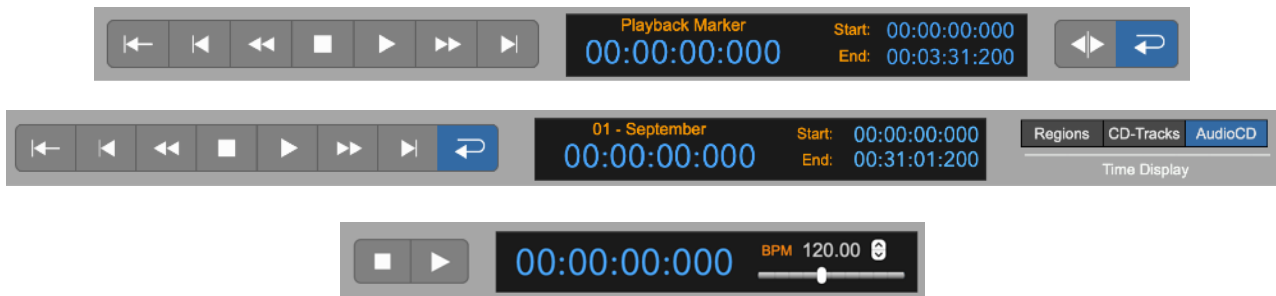 Playback Marker
00:00:00:000
Start: 00:00:00:000
End: 00:03:31:200
01 - September
00:00:00:000
Start: 00:00:00:000
End: 00:31:01:200
Regions CD-Tracks AudioCD
Time Display
00:00:00:000
BPM 120.00